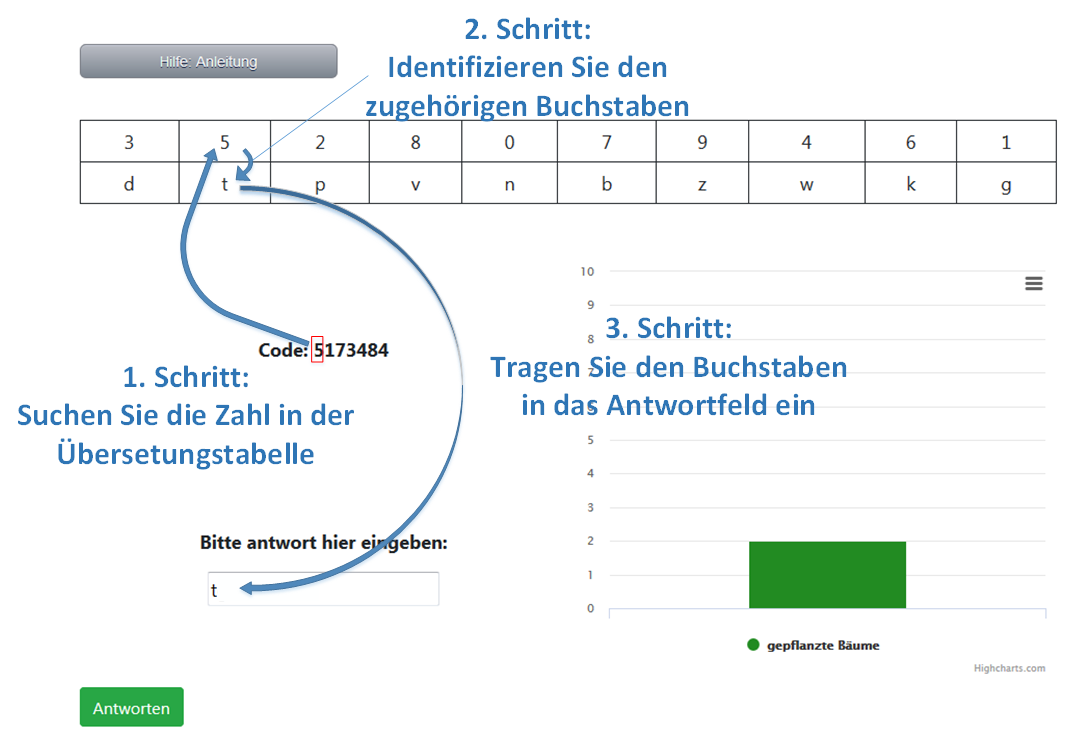 2. Schritt:
Identifizieren Sie den
zugehörigen Buchstaben
Hilfe: Anleitung
3 5 2 8 0 7 9 4 6 1
d t p v n b z w k g
Code: 5173484
1. Schritt:
Suchen Sie die Zahl in der
Übersetungstabelle
Bitte antwort hier eingeben:
t
Antworten
3. Schritt:
Tragen Sie den Buchstaben
in das Antwortfeld ein
10
9
8
7
6
5
4
3
2
1
0
gepflanzte Bäume
Highcharts.com